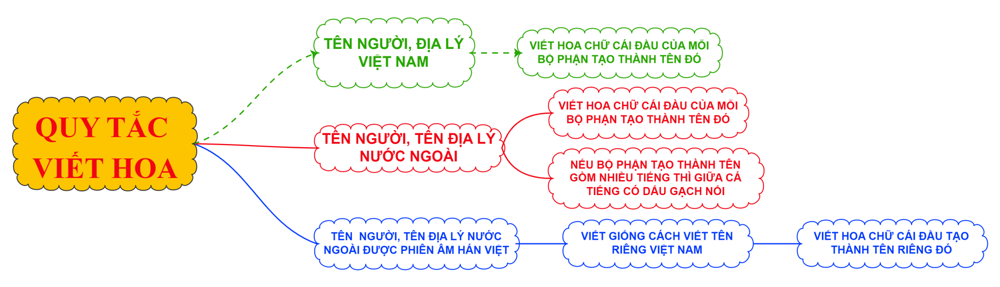 QUY TẮC
VIẾT HOA
TÊN NGƯỜI, ĐỊA LÝ
VIỆT NAM
VIẾT HOA CHỮ CÁI ĐẦU CỦA MỖI
BỘ PHẬN TẠO THÀNH TÊN ĐÓ
TÊN NGƯỜI, TÊN ĐỊA LÝ
NƯỚC NGOÀI
VIẾT HOA CHỮ CÁI ĐẦU CỦA MỖI
BỘ PHẬN TẠO THÀNH TÊN ĐÓ
NẾU BỘ PHẬN TẠO THÀNH TÊN
GỒM NHIỀU TIẾNG THÌ GIỮA CÁ
TIẾNG CÓ DẤU GẠCH NỐI
TÊN NGƯỜI, TÊN ĐỊA LÝ NƯỚC
NGOÀI ĐƯỢC PHIÊN ÂM HÁN VIỆT
VIẾT GIỐNG CÁCH VIẾT TÊN
RIÊNG VIỆT NAM
VIẾT HOA CHỮ CÁI ĐẦU TẠO
THÀNH TÊN RIÊNG ĐÓ